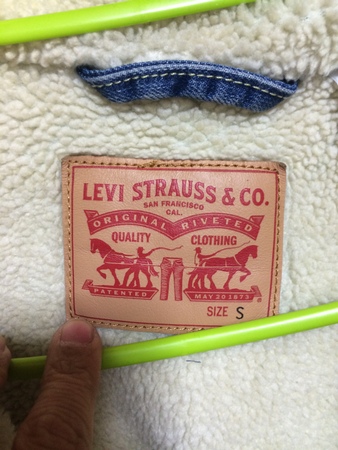 LEVI STRAUSS & CO.
SAN FRANCISCO
CAL.
ORIGINAL RIVETED
QUALITY CLOTHING
PATENTED MAY 20 1873
SIZE S